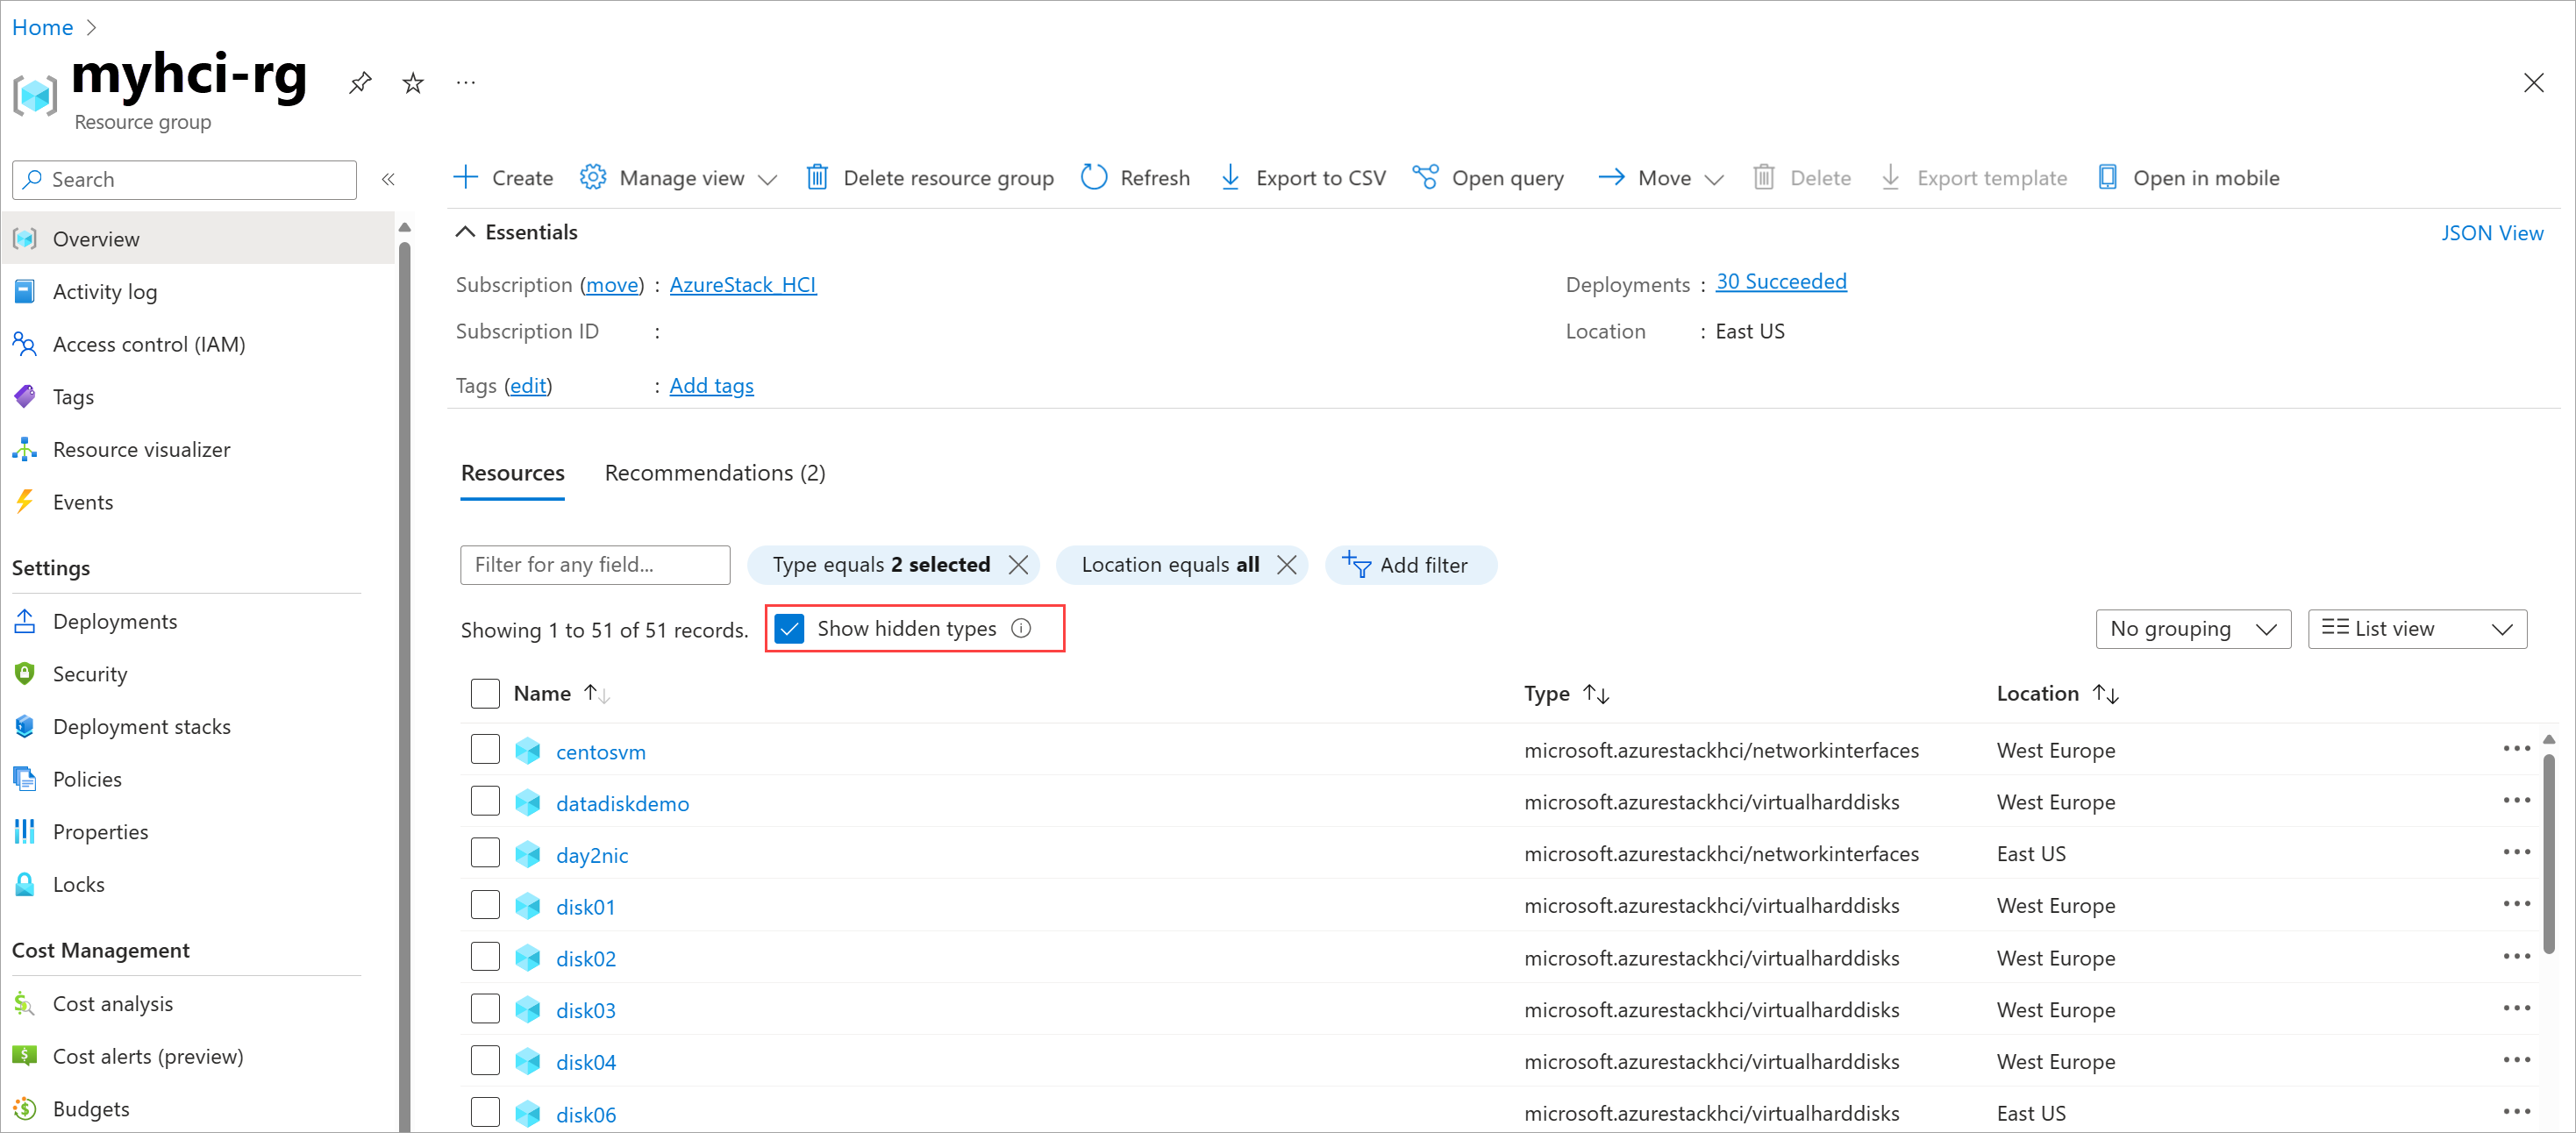 Home
myhci-rg
Resource group
Search
Create Manage view Delete resource group Refresh Export to CSV Open query Move Delete Export template Open in mobile
Overview
Activity log
Access control (IAM)
Tags
Resource visualizer
Events
Settings
Deployments
Security
Deployment stacks
Policies
Properties
Locks
Cost Management
Cost analysis
Cost alerts (preview)
Budgets
Essentials JSON View
Subscription (move) : AzureStack_HCI Deployments : 30 Succeeded
Subscription ID : Location : East US
Tags (edit) : Add tags
Resources Recommendations (2)
Filter for any field... Type equals 2 selected Location equals all Add filter
Showing 1 to 51 of 51 records. Show hidden types No grouping List view
Name Type Location
centosvm microsoft.azurestackhci/networkinterfaces West Europe
datadiskdemo microsoft.azurestackhci/virtualharddisks West Europe
day2nic microsoft.azurestackhci/networkinterfaces East US
disk01 microsoft.azurestackhci/virtualharddisks West Europe
disk02 microsoft.azurestackhci/virtualharddisks West Europe
disk03 microsoft.azurestackhci/virtualharddisks West Europe
disk04 microsoft.azurestackhci/virtualharddisks West Europe
disk06 microsoft.azurestackhci/virtualharddisks East US